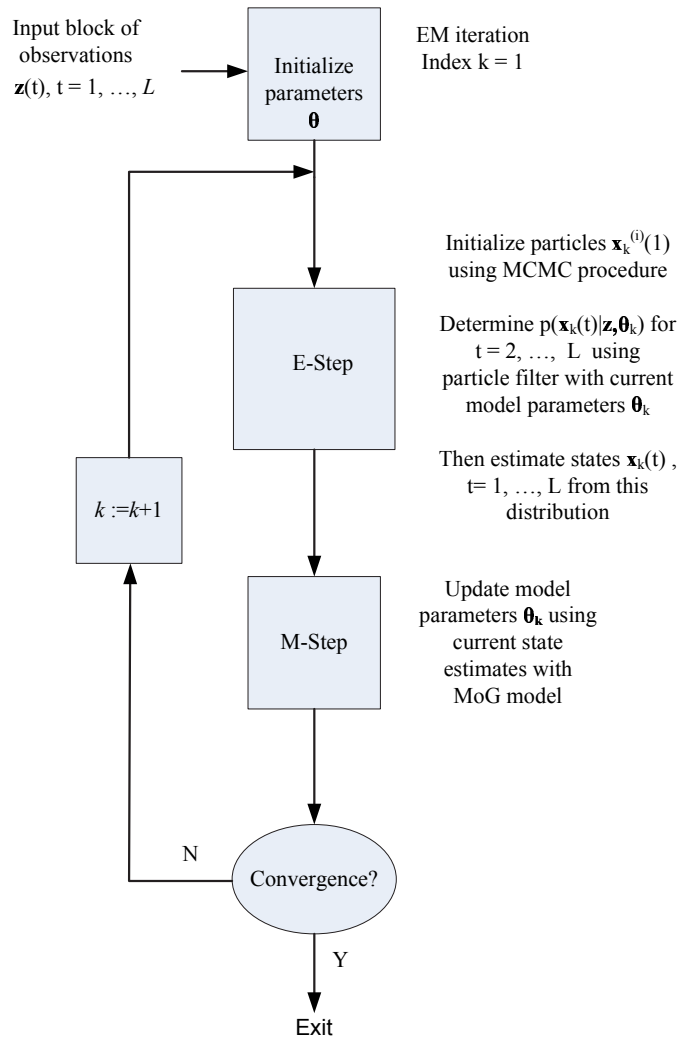 Input block of
observations
z(t), t = 1, …, L
Initialize
parameters
θ
EM iteration
Index k = 1
Initialize particles xₖ⁽ⁱ⁾(1)
using MCMC procedure
Determine p(xₖ(t)|z,θₖ) for
t = 2, …, L using
particle filter with current
model parameters θₖ
Then estimate states xₖ(t) ,
t= 1, …, L from this
distribution
E-Step
k :=k+1
M-Step
Update model
parameters θₖ using
current state
estimates with
MoG model
N
Convergence?
Y
Exit